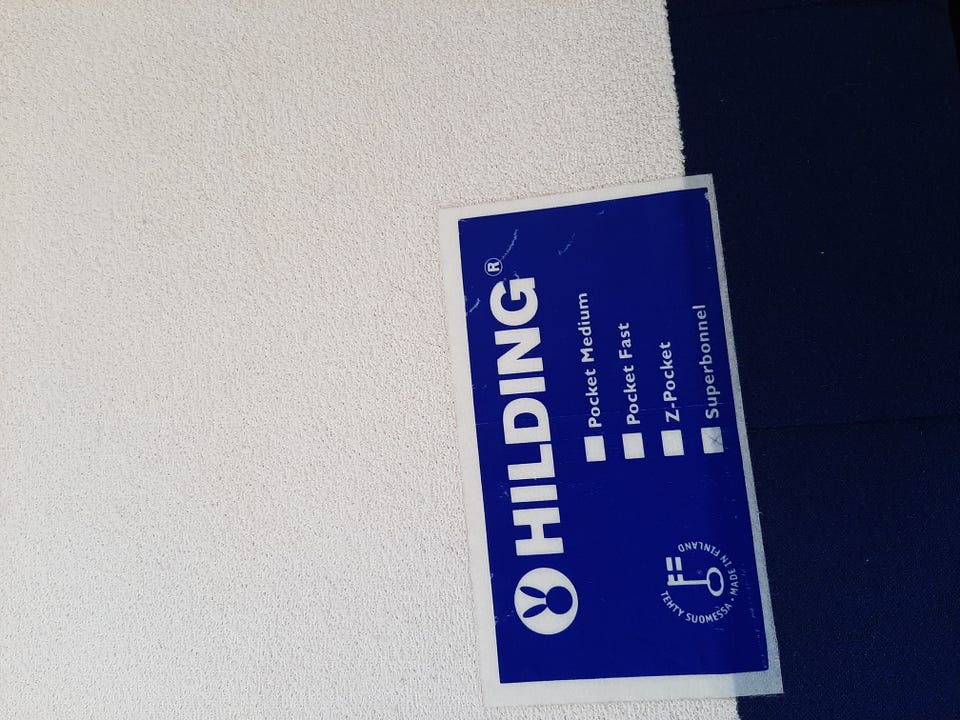 HILDING®
Pocket Medium
Pocket Fast
Z-Pocket
Superbonnel
TEHTY SUOMESSA • MADE IN FINLAND